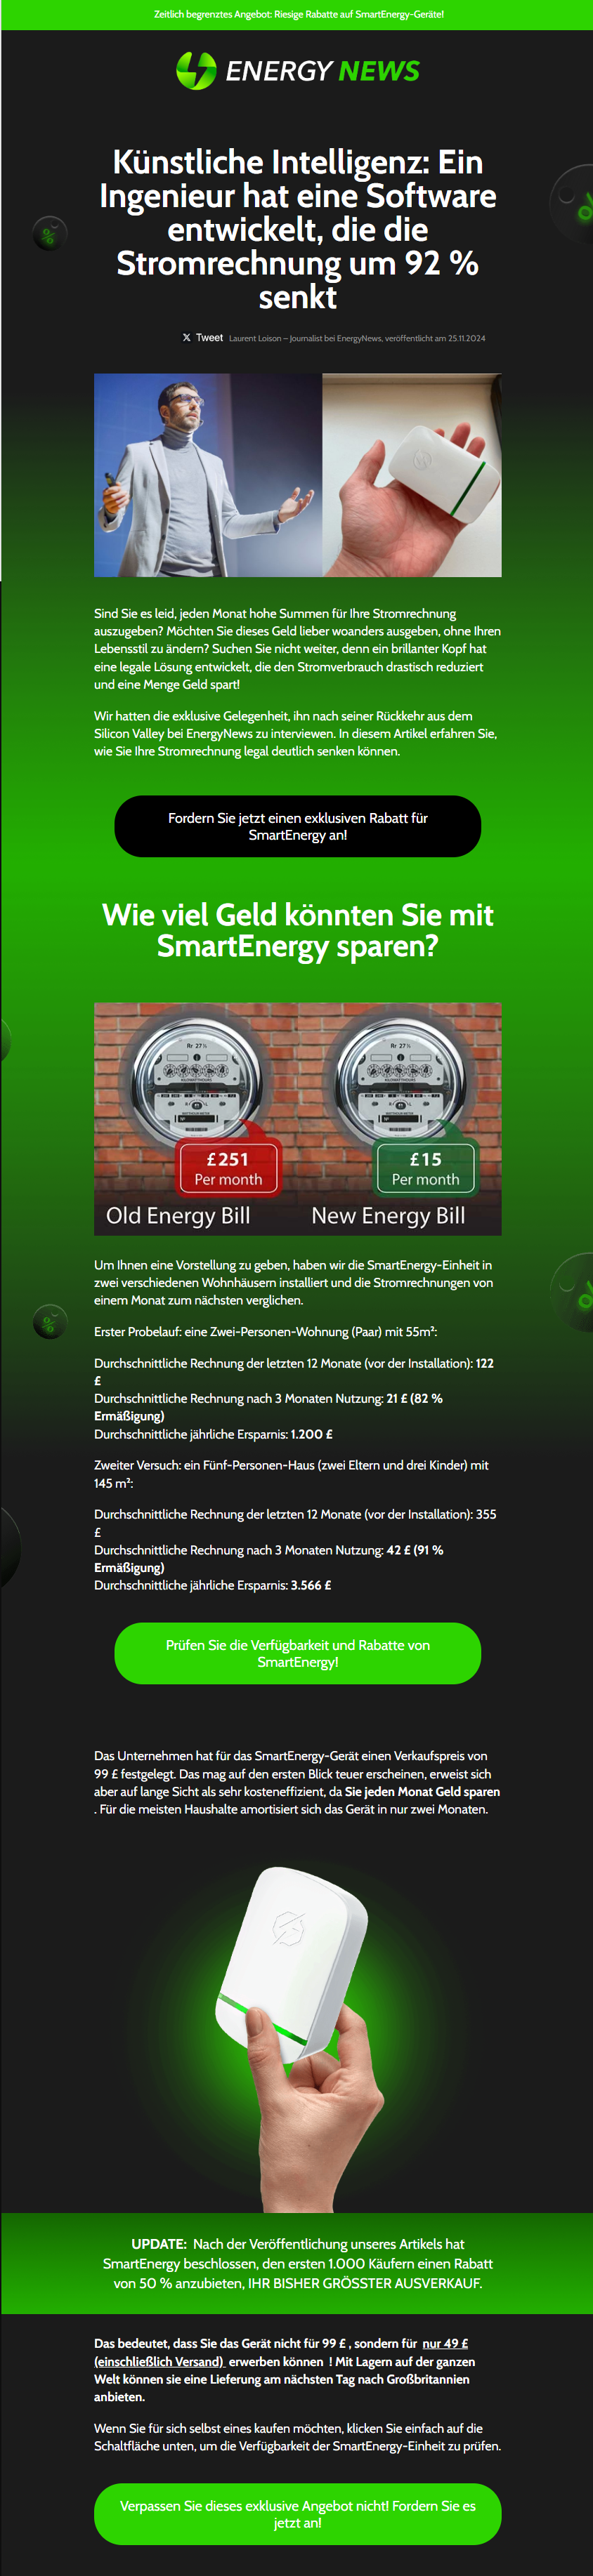 Zeitlich begrenztes Angebot: Riesige Rabatte auf SmartEnergy-Geräte!
ENERGY NEWS
Künstliche Intelligenz: Ein
Ingenieur hat eine Software
entwickelt, die die
Stromrechnung um 92 %
senkt
X Tweet Laurent Loison – Journalist bei EnergyNews, veröffentlicht am 25.11.2024
Sind Sie es leid, jeden Monat hohe Summen für Ihre Stromrechnung
auszugeben? Möchten Sie dieses Geld lieber woanders ausgeben, ohne Ihren
Lebensstil zu ändern? Suchen Sie nicht weiter, denn ein brillanter Kopf hat
eine legale Lösung entwickelt, die den Stromverbrauch drastisch reduziert
und eine Menge Geld spart!
Wir hatten die exklusive Gelegenheit, ihn nach seiner Rückkehr aus dem
Silicon Valley bei EnergyNews zu interviewen. In diesem Artikel erfahren Sie,
wie Sie Ihre Stromrechnung legal deutlich senken können.
Fordern Sie jetzt einen exklusiven Rabatt für
SmartEnergy an!
Wie viel Geld könnten Sie mit
SmartEnergy sparen?
Rr 27⅞
KILOWATTHOURS
Rr 27⅞
KILOWATTHOURS
£251
Per month
£15
Per month
Old Energy Bill
New Energy Bill
Um Ihnen eine Vorstellung zu geben, haben wir die SmartEnergy-Einheit in
zwei verschiedenen Wohnhäusern installiert und die Stromrechnungen von
einem Monat zum nächsten verglichen.
Erster Probelauf: eine Zwei-Personen-Wohnung (Paar) mit 55m²:
Durchschnittliche Rechnung der letzten 12 Monate (vor der Installation): 122
£
Durchschnittliche Rechnung nach 3 Monaten Nutzung: 21 £ (82 %
Ermäßigung)
Durchschnittliche jährliche Ersparnis: 1.200 £
Zweiter Versuch: ein Fünf-Personen-Haus (zwei Eltern und drei Kinder) mit
145 m²:
Durchschnittliche Rechnung der letzten 12 Monate (vor der Installation): 355
£
Durchschnittliche Rechnung nach 3 Monaten Nutzung: 42 £ (91 %
Ermäßigung)
Durchschnittliche jährliche Ersparnis: 3.566 £
Prüfen Sie die Verfügbarkeit und Rabatte von
SmartEnergy!
Das Unternehmen hat für das SmartEnergy-Gerät einen Verkaufspreis von
99 £ festgelegt. Das mag auf den ersten Blick teuer erscheinen, erweist sich
aber auf lange Sicht als sehr kosteneffizient, da Sie jeden Monat Geld sparen
. Für die meisten Haushalte amortisiert sich das Gerät in nur zwei Monaten.
UPDATE: Nach der Veröffentlichung unseres Artikels hat
SmartEnergy beschlossen, den ersten 1.000 Käufern einen Rabatt
von 50 % anzubieten, IHR BISHER GRÖSSTER AUSVERKAUF.
Das bedeutet, dass Sie das Gerät nicht für 99 £ , sondern für nur 49 £
(einschließlich Versand) erwerben können ! Mit Lagern auf der ganzen
Welt können sie eine Lieferung am nächsten Tag nach Großbritannien
anbieten.
Wenn Sie für sich selbst eines kaufen möchten, klicken Sie einfach auf die
Schaltfläche unten, um die Verfügbarkeit der SmartEnergy-Einheit zu prüfen.
Verpassen Sie dieses exklusive Angebot nicht! Fordern Sie es
jetzt an!